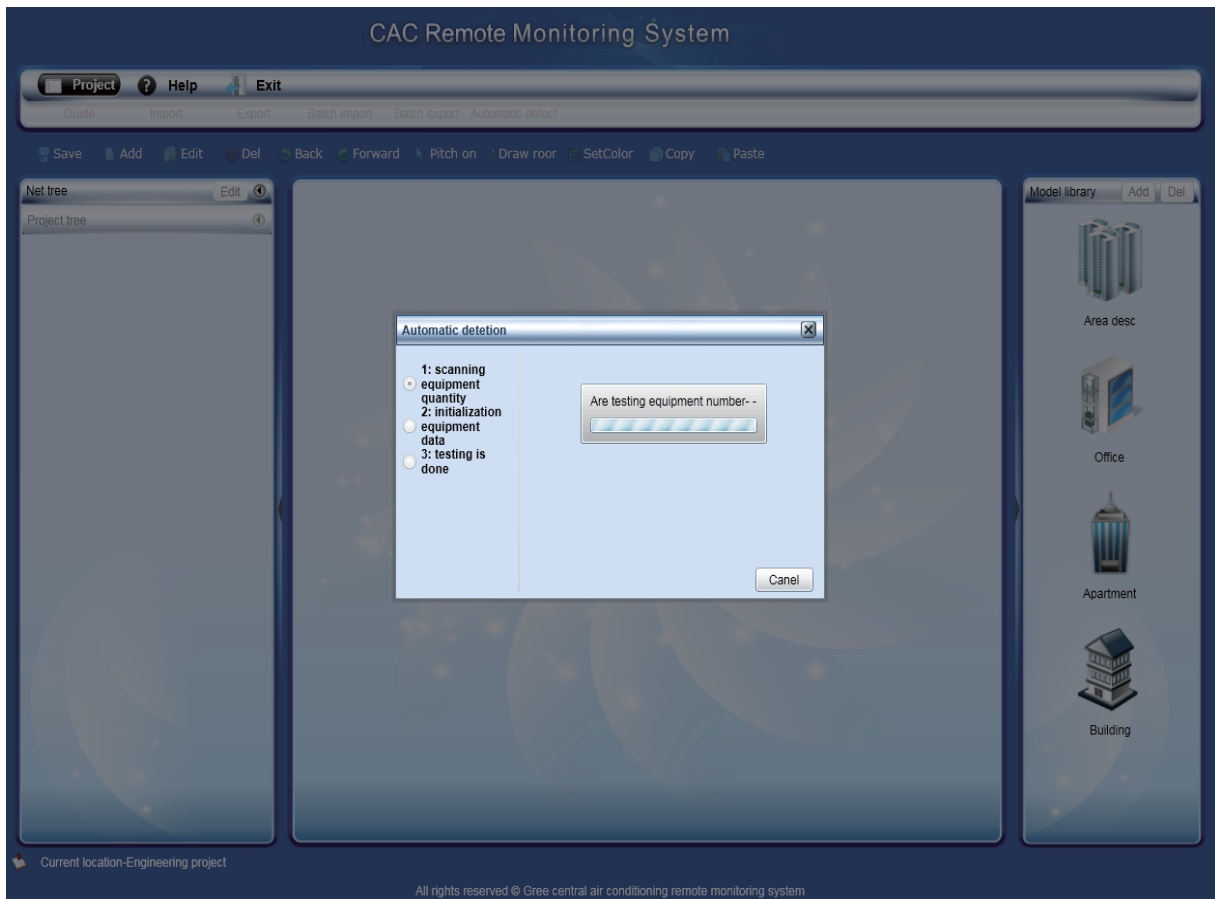 CAC Remote Monitoring System
Project Help Exit
Guide Import Export Batch import Batch export Automatic detect
Save Add Edit Del Back Forward Pitch on Draw roor SetColor Copy Paste
Net tree Edit
Project tree
Model library Add Del
Area desc
Office
Apartment
Building
Automatic detetion
1: scanning
equipment
quantity
2: initialization
equipment
data
3: testing is
done
Are testing equipment number- -
Canel
Current location-Engineering project
All rights reserved © Gree central air conditioning remote monitoring system